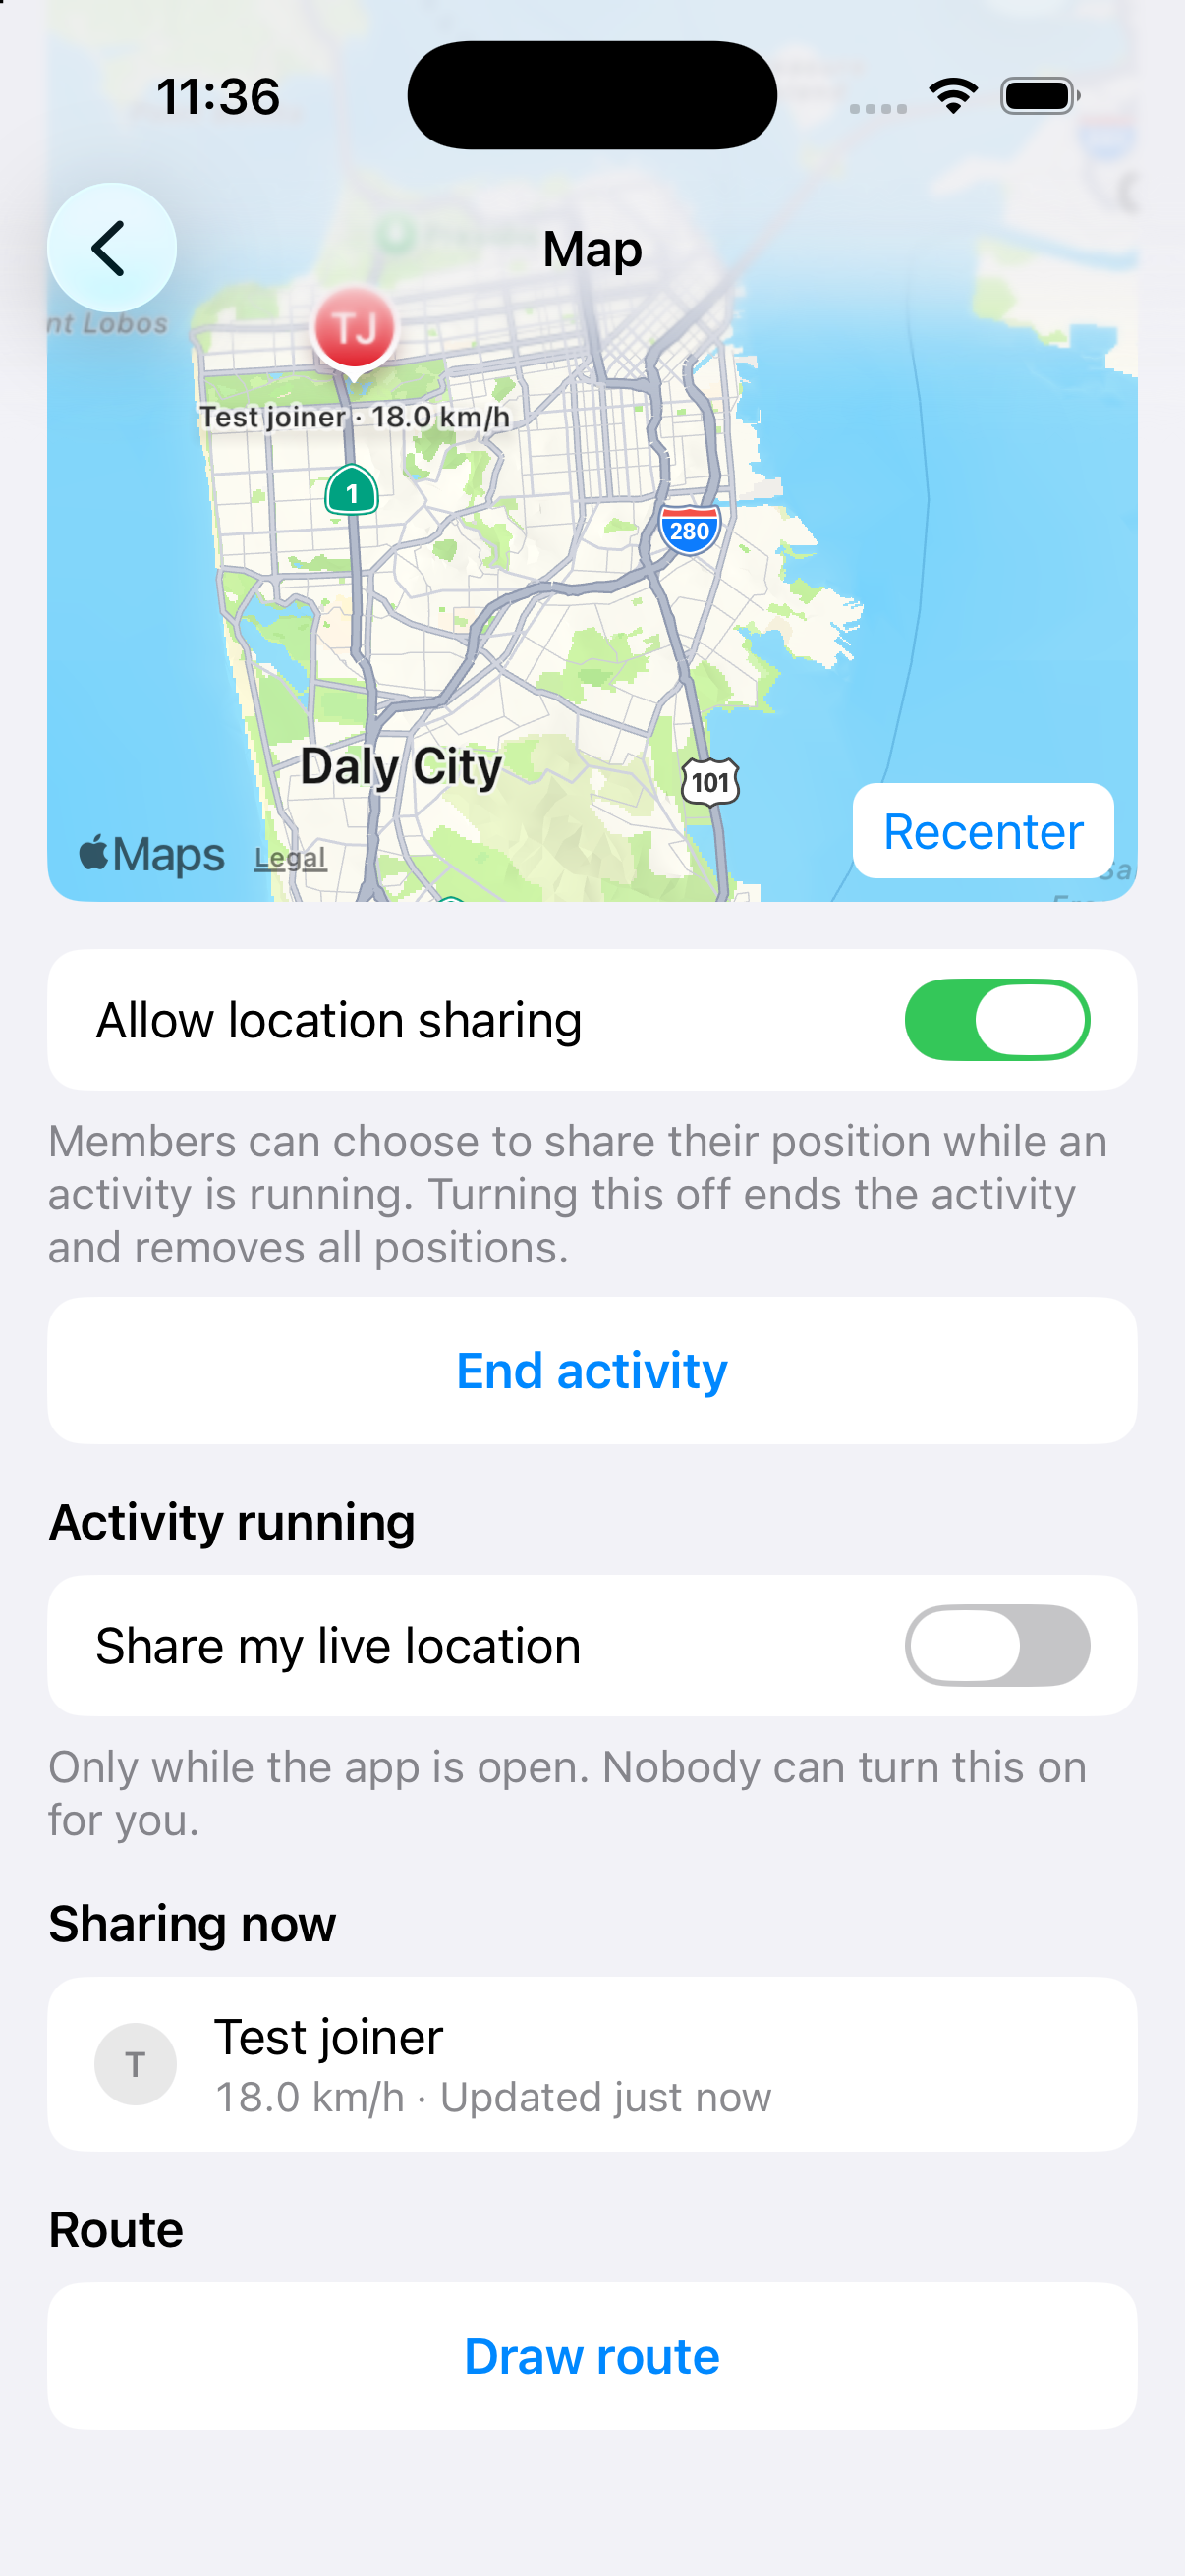 11:36
Map
nt Lobos
TJ
Test joiner · 18.0 km/h
1
280
Daly City
101
Maps
Legal
Recenter
Allow location sharing
Members can choose to share their position while an
activity is running. Turning this off ends the activity
and removes all positions.
End activity
Activity running
Share my live location
Only while the app is open. Nobody can turn this on
for you.
Sharing now
T
Test joiner
18.0 km/h · Updated just now
Route
Draw route